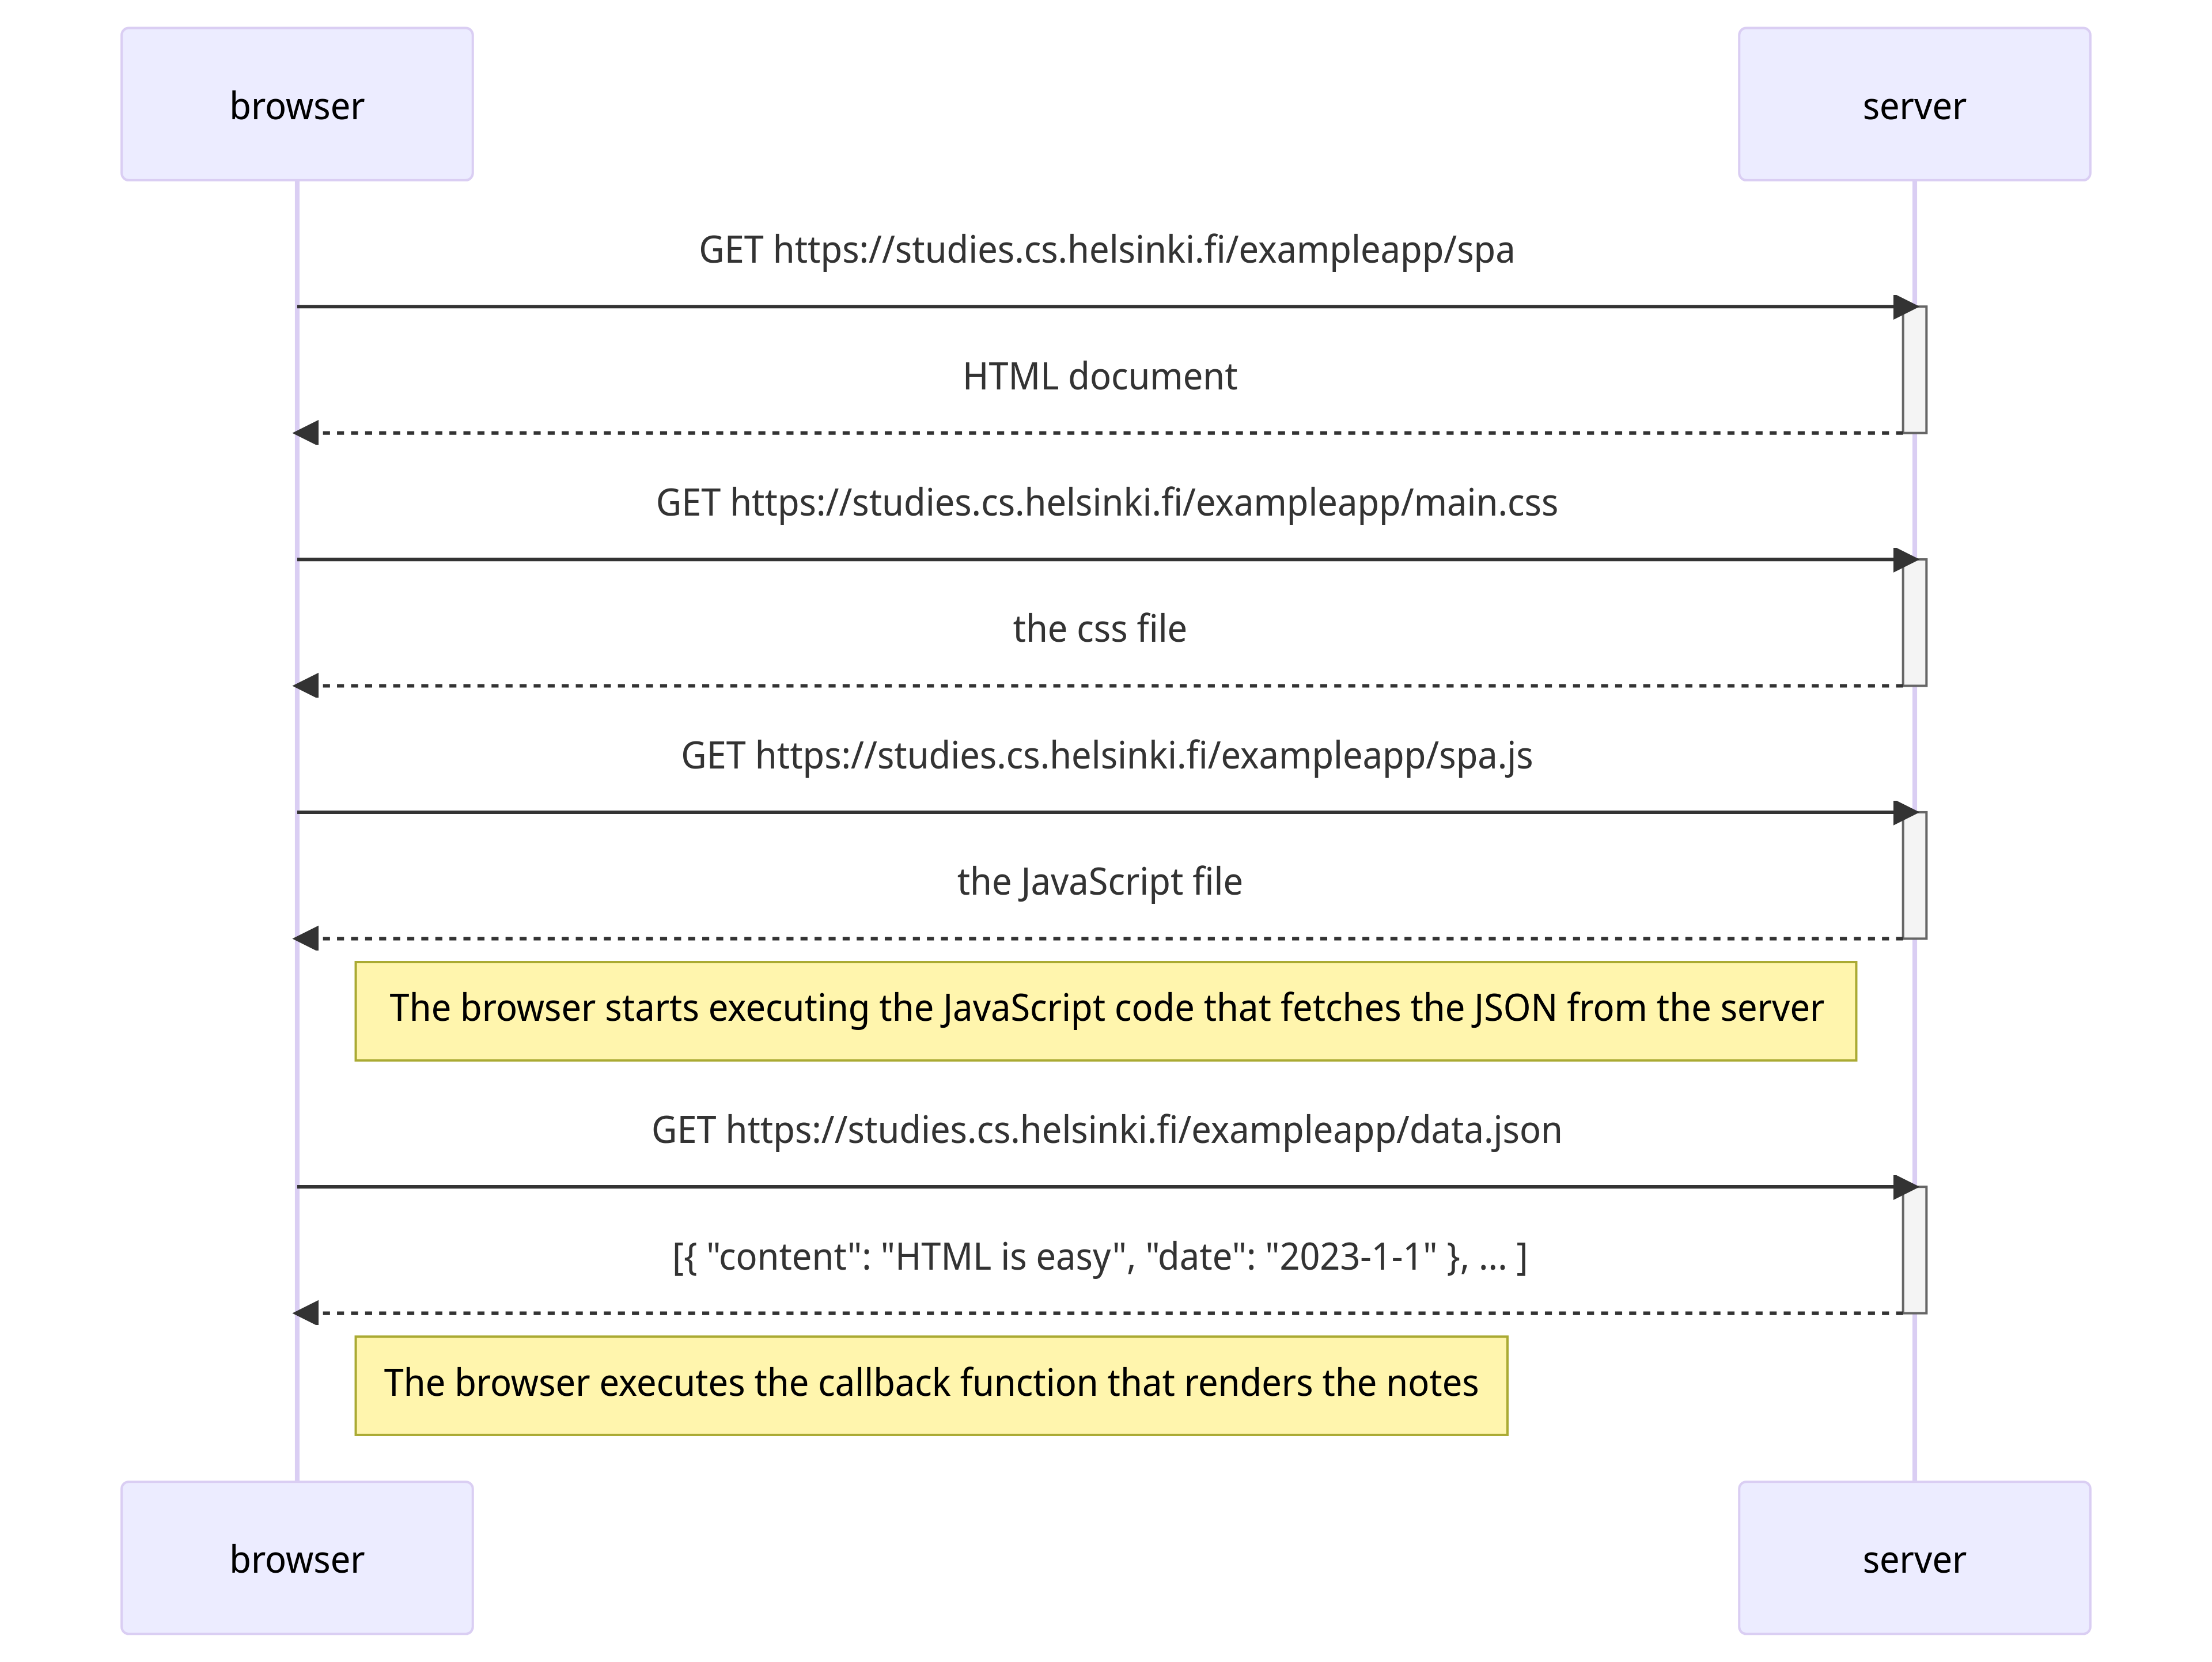 browser
server
GET https://studies.cs.helsinki.fi/exampleapp/spa
HTML document
GET https://studies.cs.helsinki.fi/exampleapp/main.css
the css file
GET https://studies.cs.helsinki.fi/exampleapp/spa.js
the JavaScript file
The browser starts executing the JavaScript code that fetches the JSON from the server
GET https://studies.cs.helsinki.fi/exampleapp/data.json
[{ "content": "HTML is easy", "date": "2023-1-1" }, ... ]
The browser executes the callback function that renders the notes
browser
server